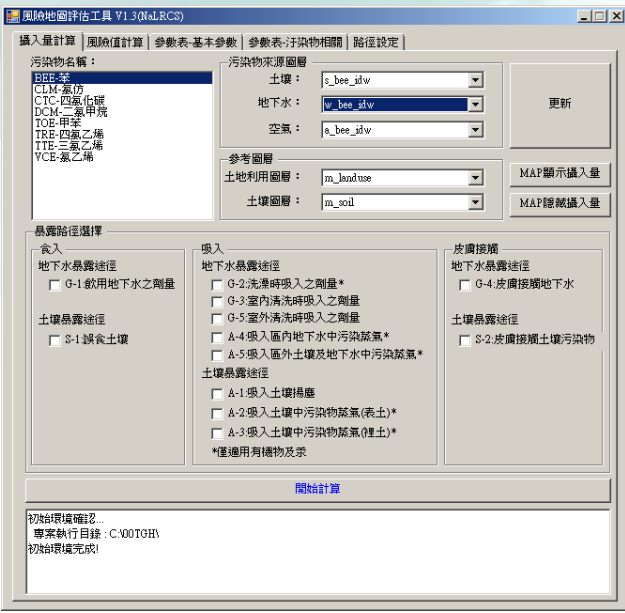 風險地圖評估工具 V1.3(NaLRCS)
攝入量計算 風險值計算 參數表-基本參數 參數表-汙染物相關 路徑設定
污染物名稱：
BEE-苯
CLM-氯仿
CTC-四氯化碳
DCM-二氯甲烷
TOE-甲苯
TRE-四氯乙烯
TTE-三氯乙烯
VCE-氯乙烯
污染物來源圖層
土壤： s_bee_idw
地下水： w_bee_idw
空氣： a_bee_idw
更新
參考圖層
土地利用圖層： m_landuse
土壤圖層： m_soil
MAP顯示攝入量
MAP隱藏攝入量
暴露路徑選擇
食入
地下水暴露途徑
G-1:飲用地下水之劑量
土壤暴露途徑
S-1:誤食土壤
吸入
地下水暴露途徑
G-2:洗澡時吸入之劑量*
G-3:室內清洗時吸入之劑量
G-5:室外清洗時吸入之劑量
A-4:吸入區內地下水中污染蒸氣*
A-5:吸入區外土壤及地下水中污染蒸氣*
土壤暴露途徑
A-1:吸入土壤揚塵
A-2:吸入土壤中污染物蒸氣(表土)*
A-3:吸入土壤中污染物蒸氣(裡土)*
*僅適用有機物及汞
皮膚接觸
地下水暴露途徑
G-4:皮膚接觸地下水
土壤暴露途徑
S-2:皮膚接觸土壤污染物
開始計算
初始環境確認...
專案執行目錄 : C:\00TGH\
初始環境完成!